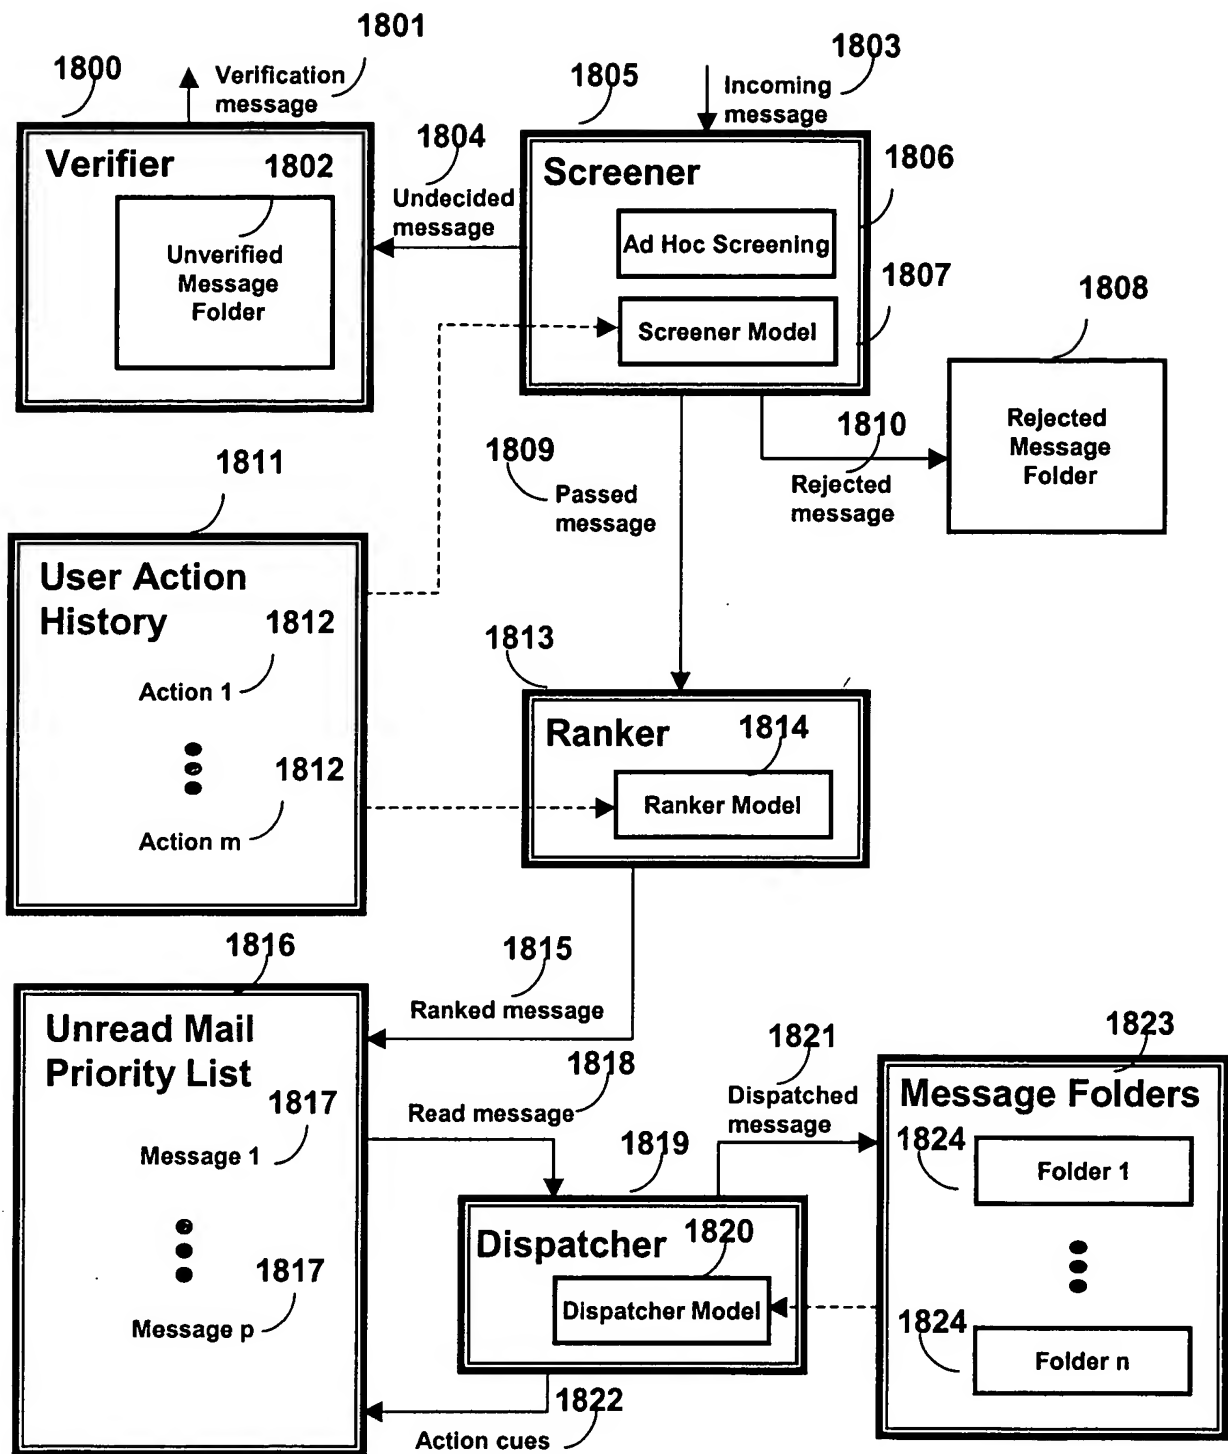 1801
1800
Verification
message
1803
1805
Incoming
message
1804
Verifier
1802
Unverified
Message
Folder
Undecided
message
Screener
1806
Ad Hoc Screening
1807
Screener Model
1808
Rejected
Message
Folder
1809
Passed
message
1810
Rejected
message
1811
User Action
History
1812
Action 1
1812
Action m
1813
Ranker
1814
Ranker Model
1816
1815
Ranked message
Unread Mail
Priority List
1817
Message 1
1817
Message p
1818
Read message
1821
Dispatched
message
1819
Dispatcher
1820
Dispatcher Model
1822
Action cues
1823
Message Folders
1824
Folder 1
1824
Folder n